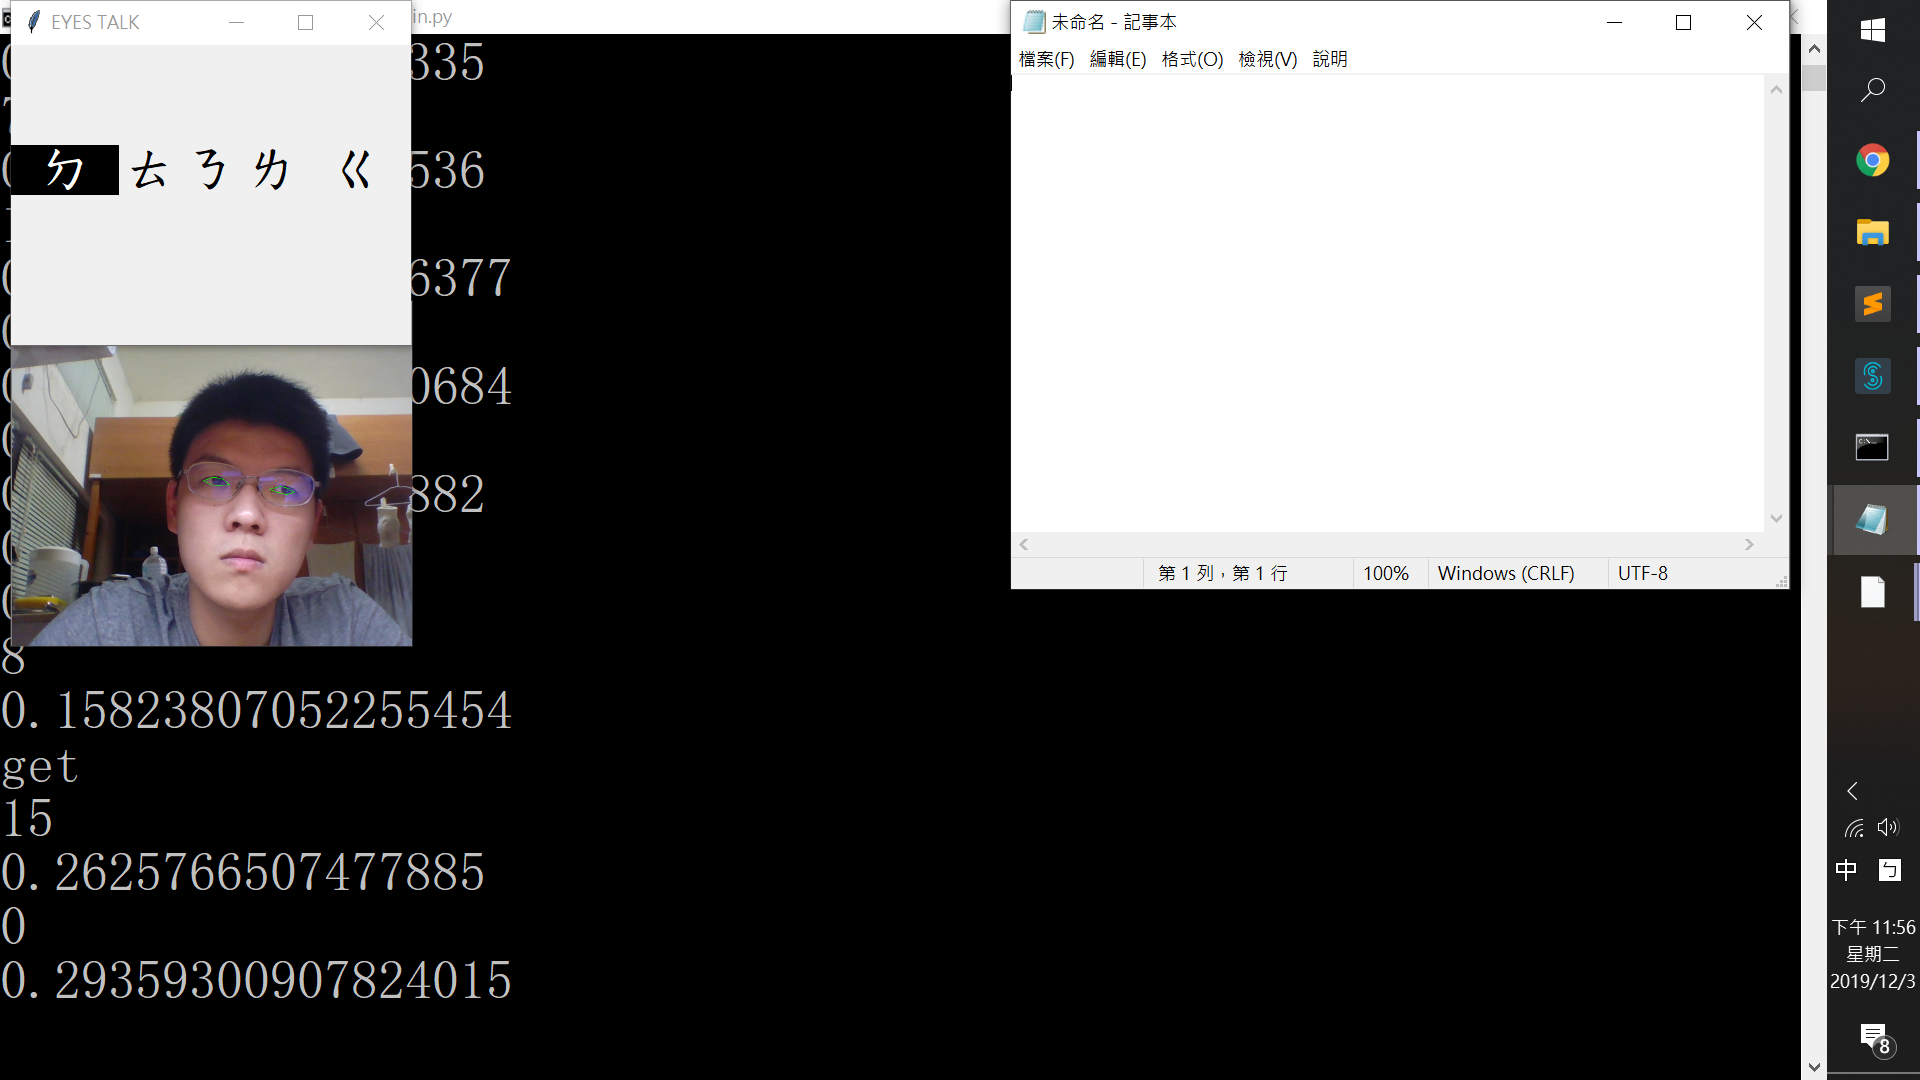 EYES TALK
in.py
ㄉ ㄊ ㄋ ㄌ ㄍ
335
536
6377
0684
882
8
0.15823807052255454
get
15
0.2625766507477885
0
0.29359300907824015
未命名 - 記事本
檔案(F) 編輯(E) 格式(O) 檢視(V) 說明
第 1 列，第 1 行 100% Windows (CRLF) UTF-8
中 ㄅ
下午 11:56
星期二
2019/12/3
8